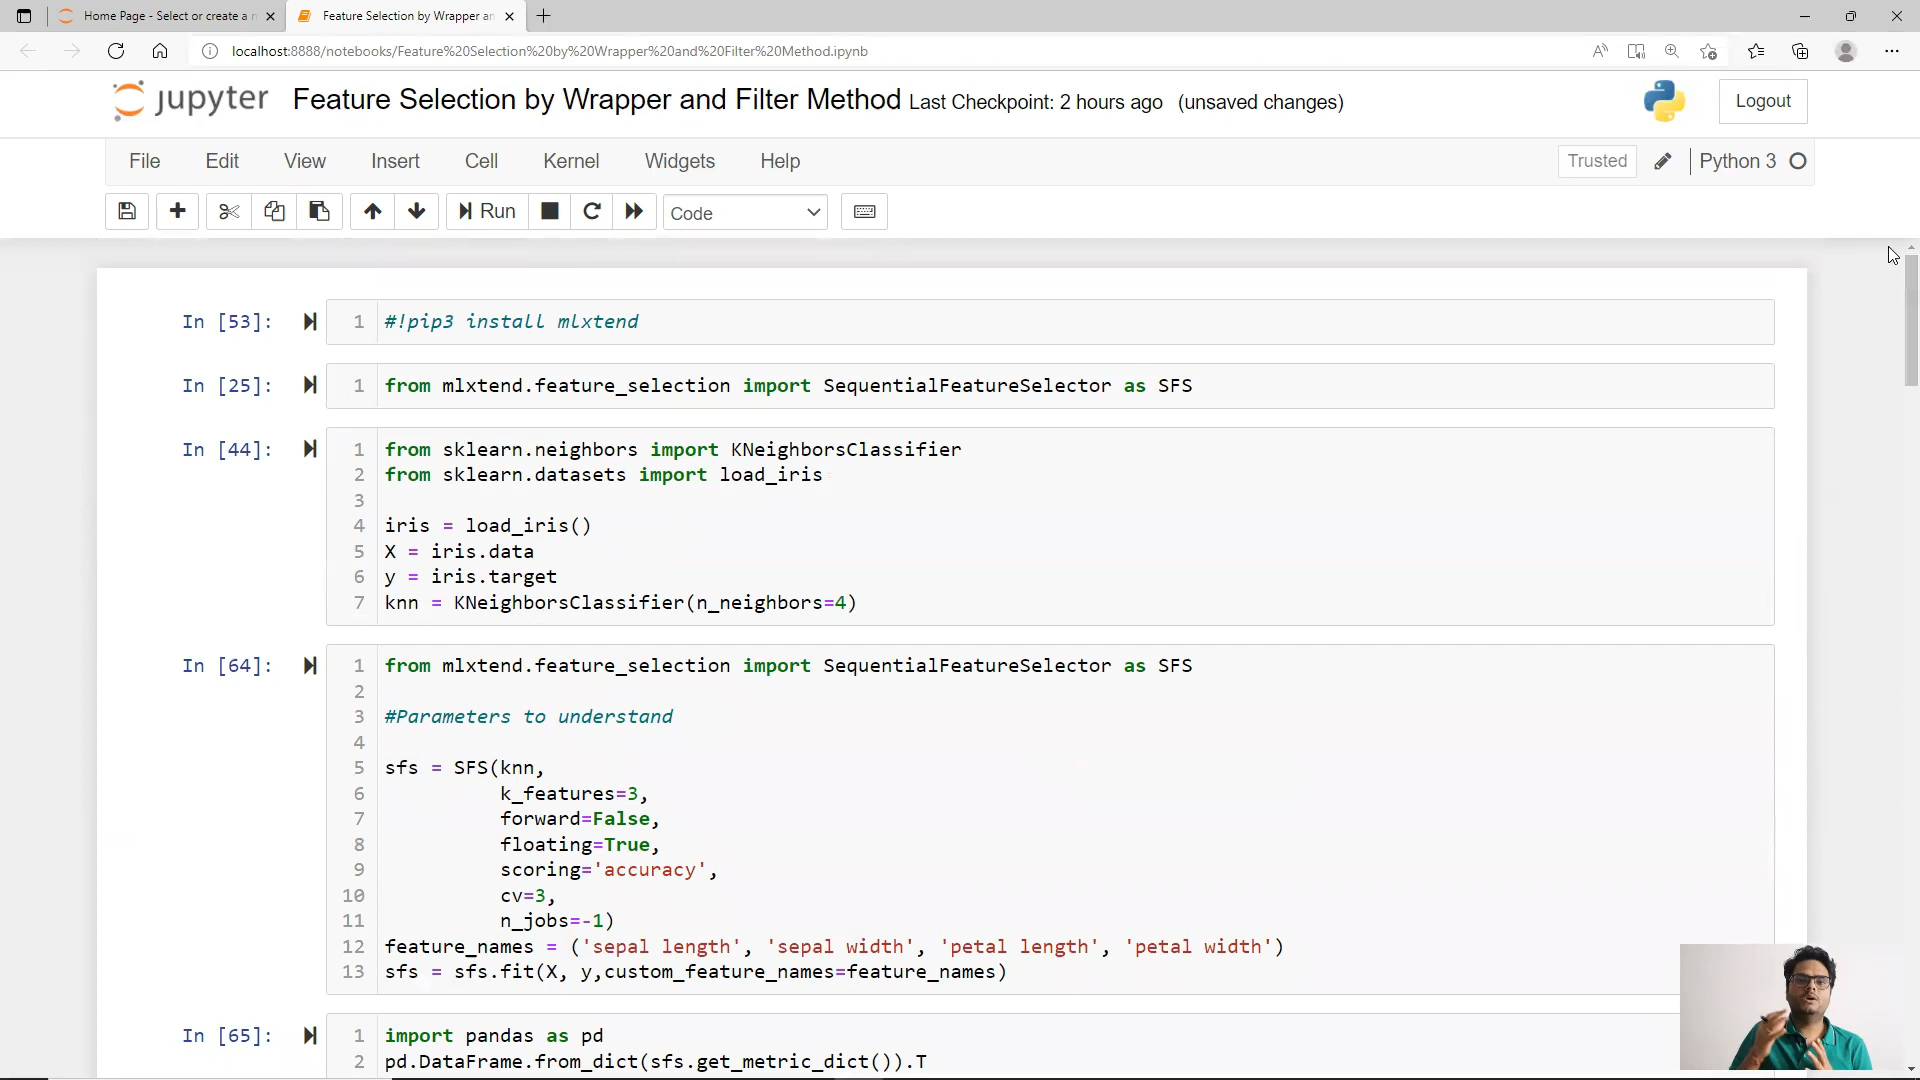 Home Page - Select or create a n
Feature Selection by Wrapper an
localhost:8888/notebooks/Feature%20Selection%20by%20Wrapper%20and%20Filter%20Method.ipynb
jupyter Feature Selection by Wrapper and Filter Method Last Checkpoint: 2 hours ago (unsaved changes)
Logout
File Edit View Insert Cell Kernel Widgets Help
Trusted Python 3
Run Code
In [53]: 1 #!pip3 install mlxtend
In [25]: 1 from mlxtend.feature_selection import SequentialFeatureSelector as SFS
In [44]: 1 from sklearn.neighbors import KNeighborsClassifier
2 from sklearn.datasets import load_iris
3
4 iris = load_iris()
5 X = iris.data
6 y = iris.target
7 knn = KNeighborsClassifier(n_neighbors=4)
In [64]: 1 from mlxtend.feature_selection import SequentialFeatureSelector as SFS
2
3 #Parameters to understand
4
5 sfs = SFS(knn,
6 k_features=3,
7 forward=False,
8 floating=True,
9 scoring='accuracy',
10 cv=3,
11 n_jobs=-1)
12 feature_names = ('sepal length', 'sepal width', 'petal length', 'petal width')
13 sfs = sfs.fit(X, y,custom_feature_names=feature_names)
In [65]: 1 import pandas as pd
2 pd.DataFrame.from_dict(sfs.get_metric_dict()).T